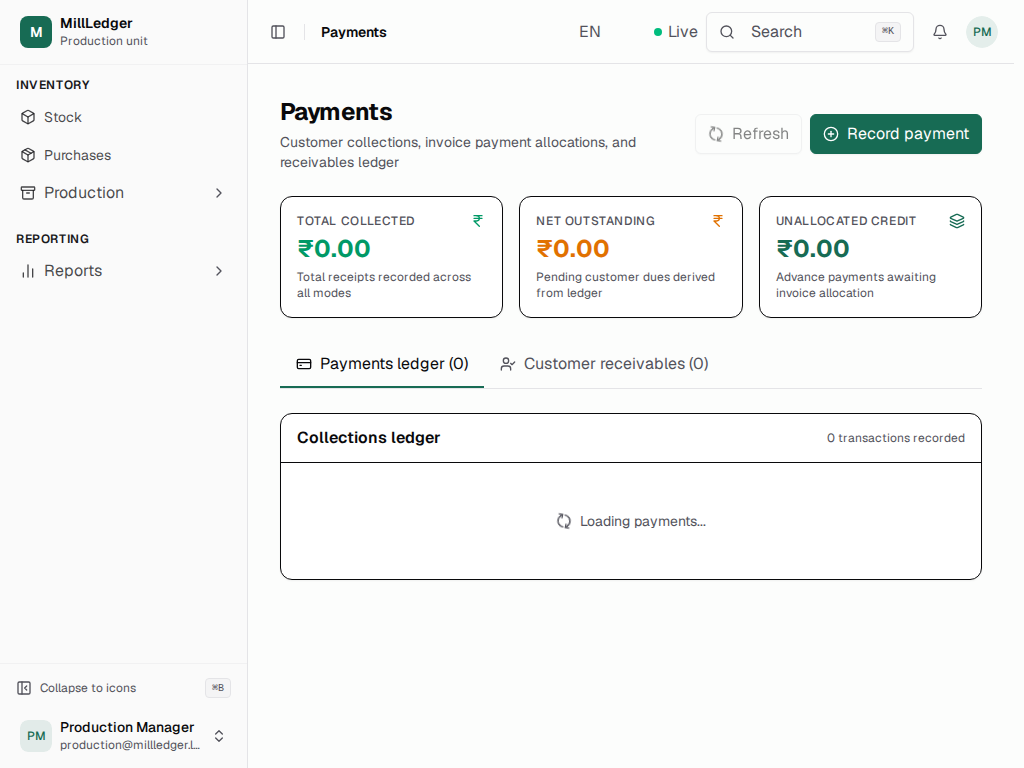 M
MillLedger
Production unit
INVENTORY
Stock
Purchases
Production
REPORTING
Reports
Collapse to icons
⌘B
PM
Production Manager
production@millledger.l...
Payments
EN
Live
Search
⌘K
PM
Payments
Customer collections, invoice payment allocations, and
receivables ledger
Refresh
Record payment
TOTAL COLLECTED
₹
₹0.00
Total receipts recorded across
all modes
NET OUTSTANDING
₹
₹0.00
Pending customer dues derived
from ledger
UNALLOCATED CREDIT
₹0.00
Advance payments awaiting
invoice allocation
Payments ledger (0)
Customer receivables (0)
Collections ledger
0 transactions recorded
Loading payments...